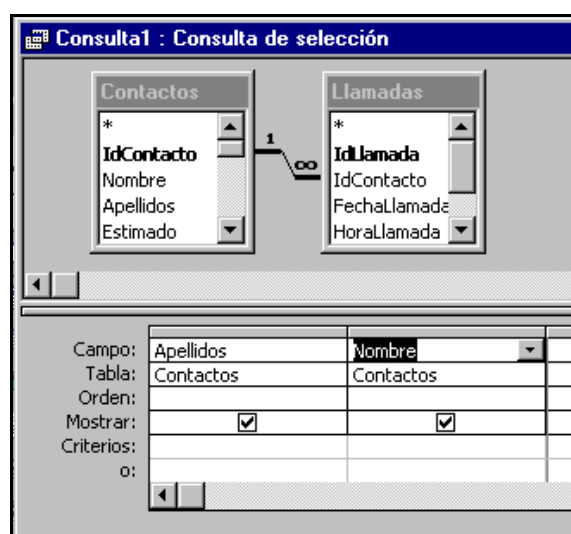 Consulta1 : Consulta de selección
Contactos
*
IdContacto
Nombre
Apellidos
Estimado
1
∞
Llamadas
*
IdLlamada
IdContacto
FechaLlamada
HoraLlamada
Campo: Apellidos Nombre
Tabla: Contactos Contactos
Orden:
Mostrar:
Criterios:
o: